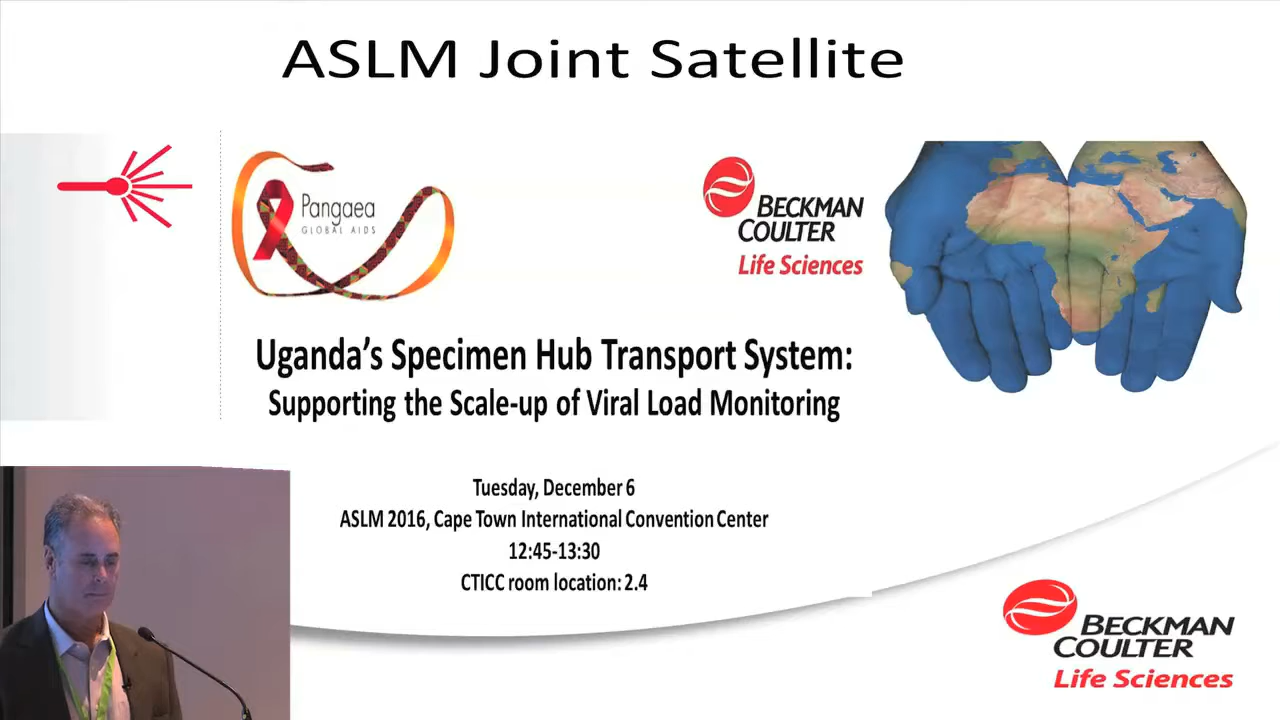 ASLM Joint Satellite
Pangaea
GLOBAL AIDS
BECKMAN
COULTER
Life Sciences
Uganda's Specimen Hub Transport System:
Supporting the Scale-up of Viral Load Monitoring
Tuesday, December 6
ASLM 2016, Cape Town International Convention Center
12:45-13:30
CTICC room location: 2.4
BECKMAN
COULTER
Life Sciences